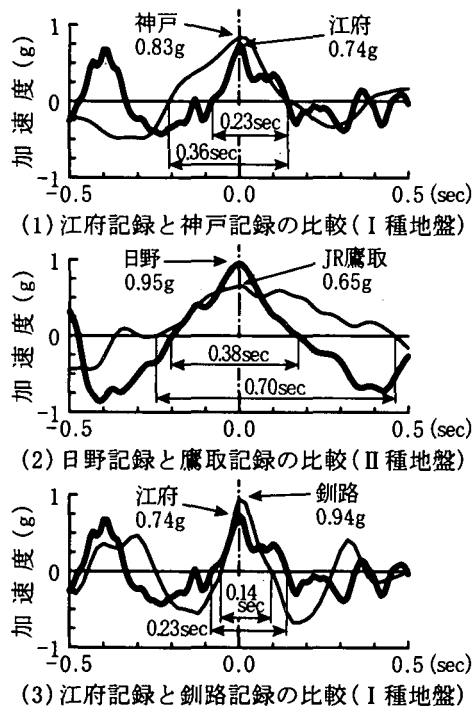 神戸 江府
0.83g 0.74g
加速度(g)
1
0
-1
0.23sec
0.36sec
-0.5 0.0 0.5 (sec)
(1)江府記録と神戸記録の比較(Ⅰ種地盤)
日野 JR鷹取
0.95g 0.65g
加速度(g)
1
0
-1
0.38sec
0.70sec
-0.5 0.0 0.5 (sec)
(2)日野記録と鷹取記録の比較(Ⅱ種地盤)
江府 釧路
0.74g 0.94g
加速度(g)
1
0
-1
0.14
sec
0.23sec
-0.5 0.0 0.5 (sec)
(3)江府記録と釧路記録の比較(Ⅰ種地盤)